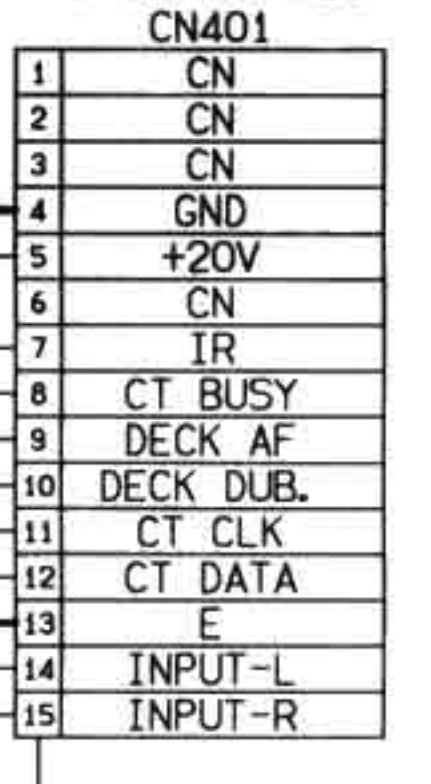 CN401
1 CN
2 CN
3 CN
4 GND
5 +20V
6 CN
7 IR
8 CT BUSY
9 DECK AF
10 DECK DUB.
11 CT CLK
12 CT DATA
13 E
14 INPUT-L
15 INPUT-R